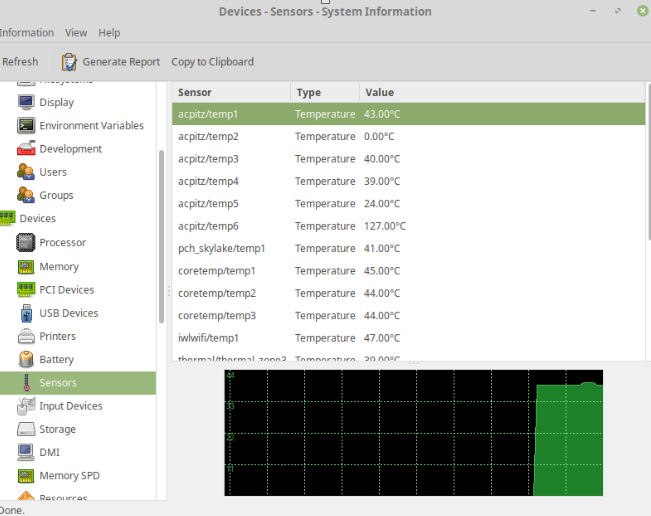 Devices - Sensors - System Information
Information View Help
Refresh Generate Report Copy to Clipboard
Filesystems
Display
Environment Variables
Development
Users
Groups
Devices
Processor
Memory
PCI Devices
USB Devices
Printers
Battery
Sensors
Input Devices
Storage
DMI
Memory SPD
Resources
Sensor Type Value
acpitz/temp1 Temperature 43.00°C
acpitz/temp2 Temperature 0.00°C
acpitz/temp3 Temperature 40.00°C
acpitz/temp4 Temperature 39.00°C
acpitz/temp5 Temperature 24.00°C
acpitz/temp6 Temperature 127.00°C
pch_skylake/temp1 Temperature 41.00°C
coretemp/temp1 Temperature 45.00°C
coretemp/temp2 Temperature 44.00°C
coretemp/temp3 Temperature 44.00°C
iwlwifi/temp1 Temperature 47.00°C
thermal/thermal_zone3 Temperature 39.00°C
44
33
22
11
Done.